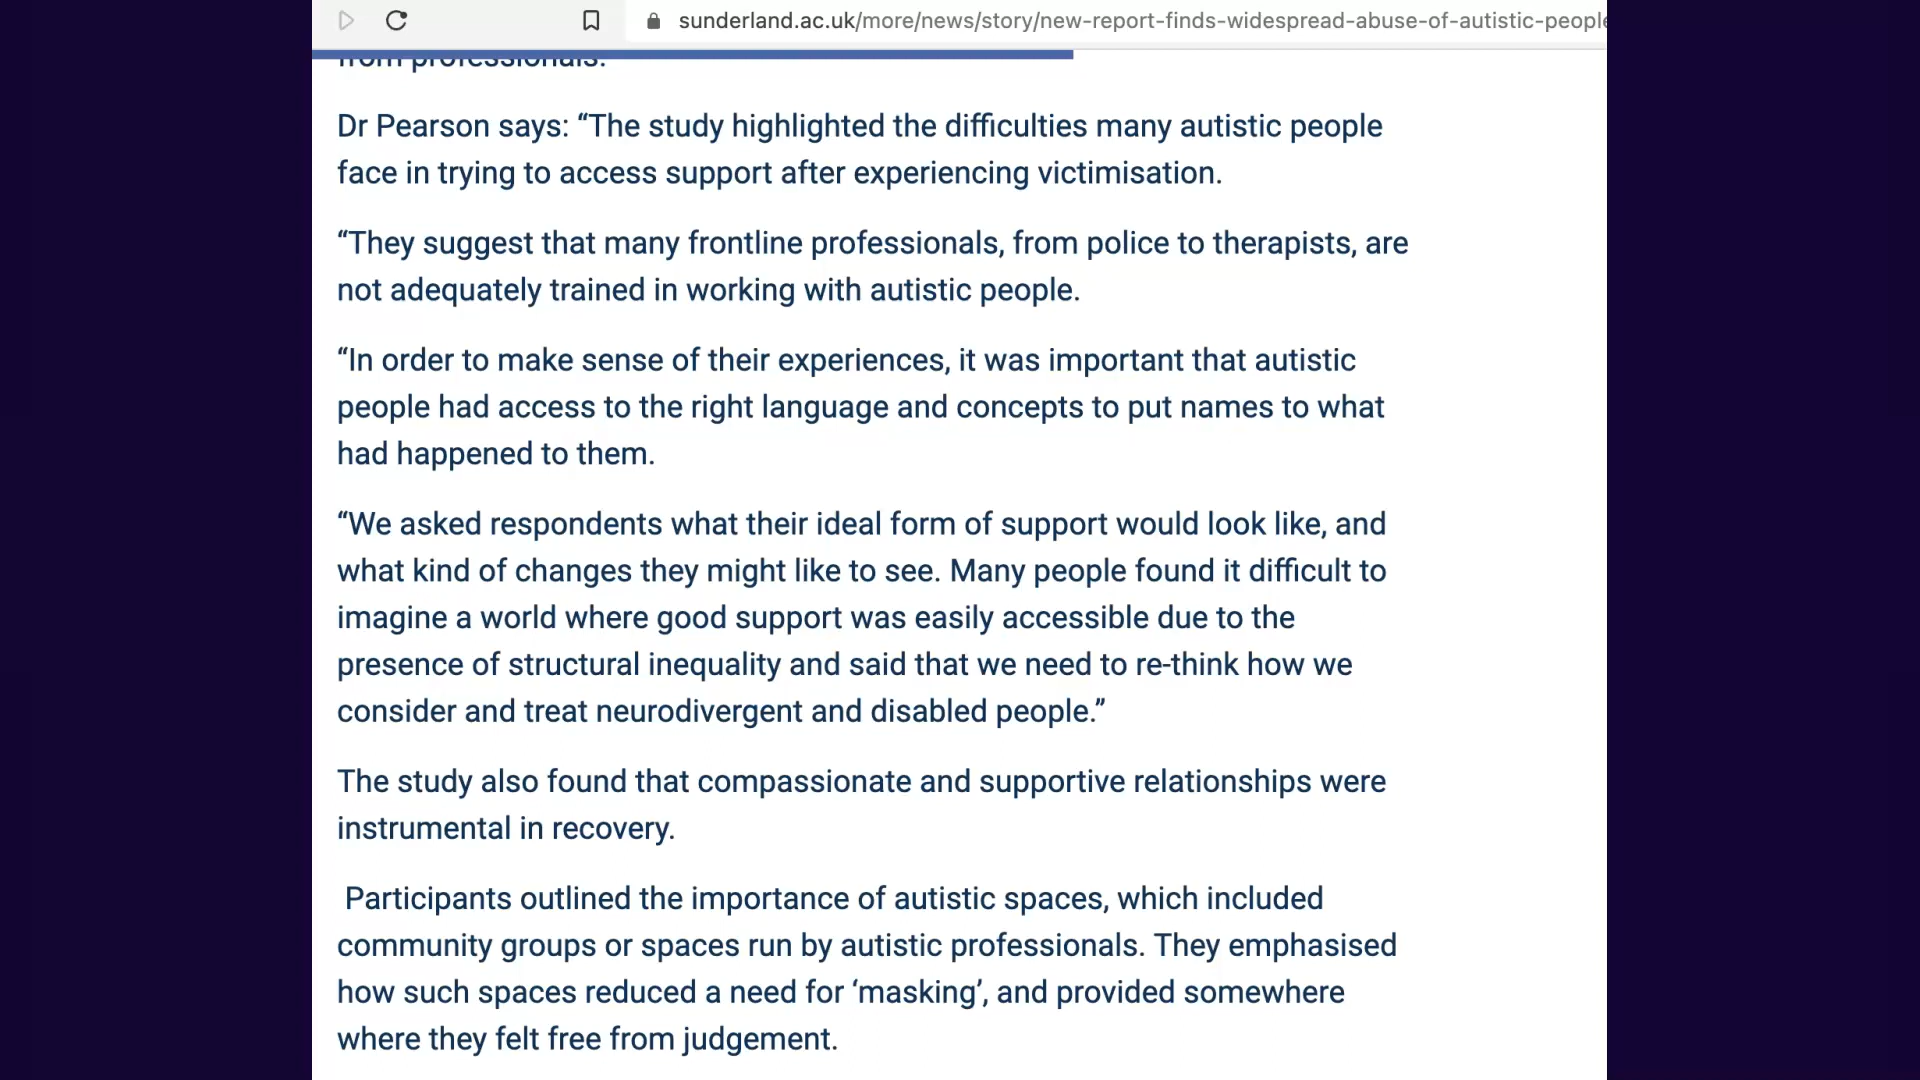 sunderland.ac.uk/more/news/story/new-report-finds-widespread-abuse-of-autistic-people
from professionals.
Dr Pearson says: “The study highlighted the difficulties many autistic people
face in trying to access support after experiencing victimisation.
“They suggest that many frontline professionals, from police to therapists, are
not adequately trained in working with autistic people.
“In order to make sense of their experiences, it was important that autistic
people had access to the right language and concepts to put names to what
had happened to them.
“We asked respondents what their ideal form of support would look like, and
what kind of changes they might like to see. Many people found it difficult to
imagine a world where good support was easily accessible due to the
presence of structural inequality and said that we need to re-think how we
consider and treat neurodivergent and disabled people.”
The study also found that compassionate and supportive relationships were
instrumental in recovery.
Participants outlined the importance of autistic spaces, which included
community groups or spaces run by autistic professionals. They emphasised
how such spaces reduced a need for ‘masking’, and provided somewhere
where they felt free from judgement.